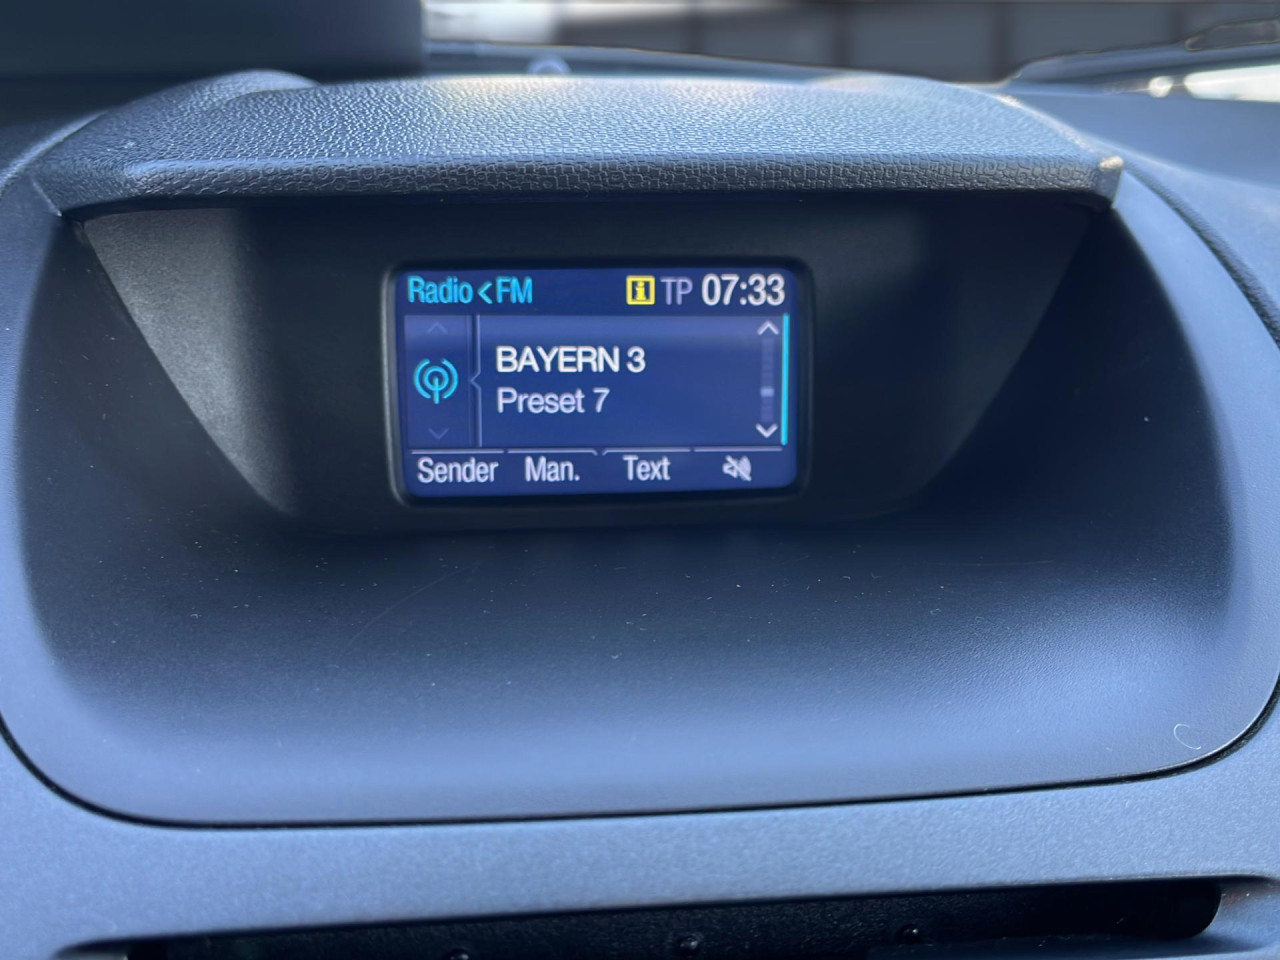 Radio < FM i TP 07:33
BAYERN 3
Preset 7
Sender Man. Text